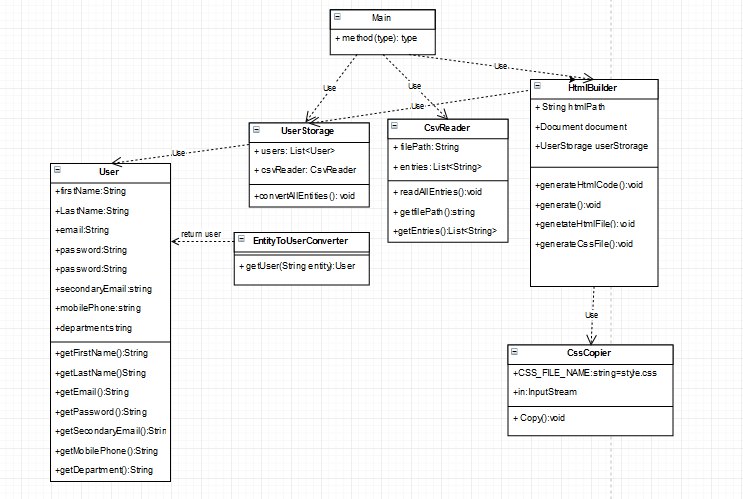 Main
+ method(type): type
Use
Use
Use
Use
HtmlBuilder
+ String htmlPath
+Document document
+UserStorage userStrorage
+generateHtmlCode():void
+generate():void
+genetateHtmlFile():void
+generateCssFile():void
UserStorage
+ users: List<User>
+ csvReader: CsvReader
+convertAllEntities(): void
CsvReader
+ filePath: String
+ entries: List<String>
+ readAllEntries():void
+ getfilePath():string
+getEntries():List<String>
Use
User
+firstName:String
+LastName:String
+email:String
+password:String
+password:String
+secondaryEmail:string
+mobilePhone:string
+department:string
+getFirstName():String
+getLastName()String
+getEmail():String
+getPassword():String
+getSecondaryEmail():Strin
+getMobilePhone():String
+getDepartment():String
return user
EntityToUserConverter
+ getUser(String entity):User
Use
CssCopier
+CSS_FILE_NAME:string=style.css
+in:InputStream
+ Copy():void